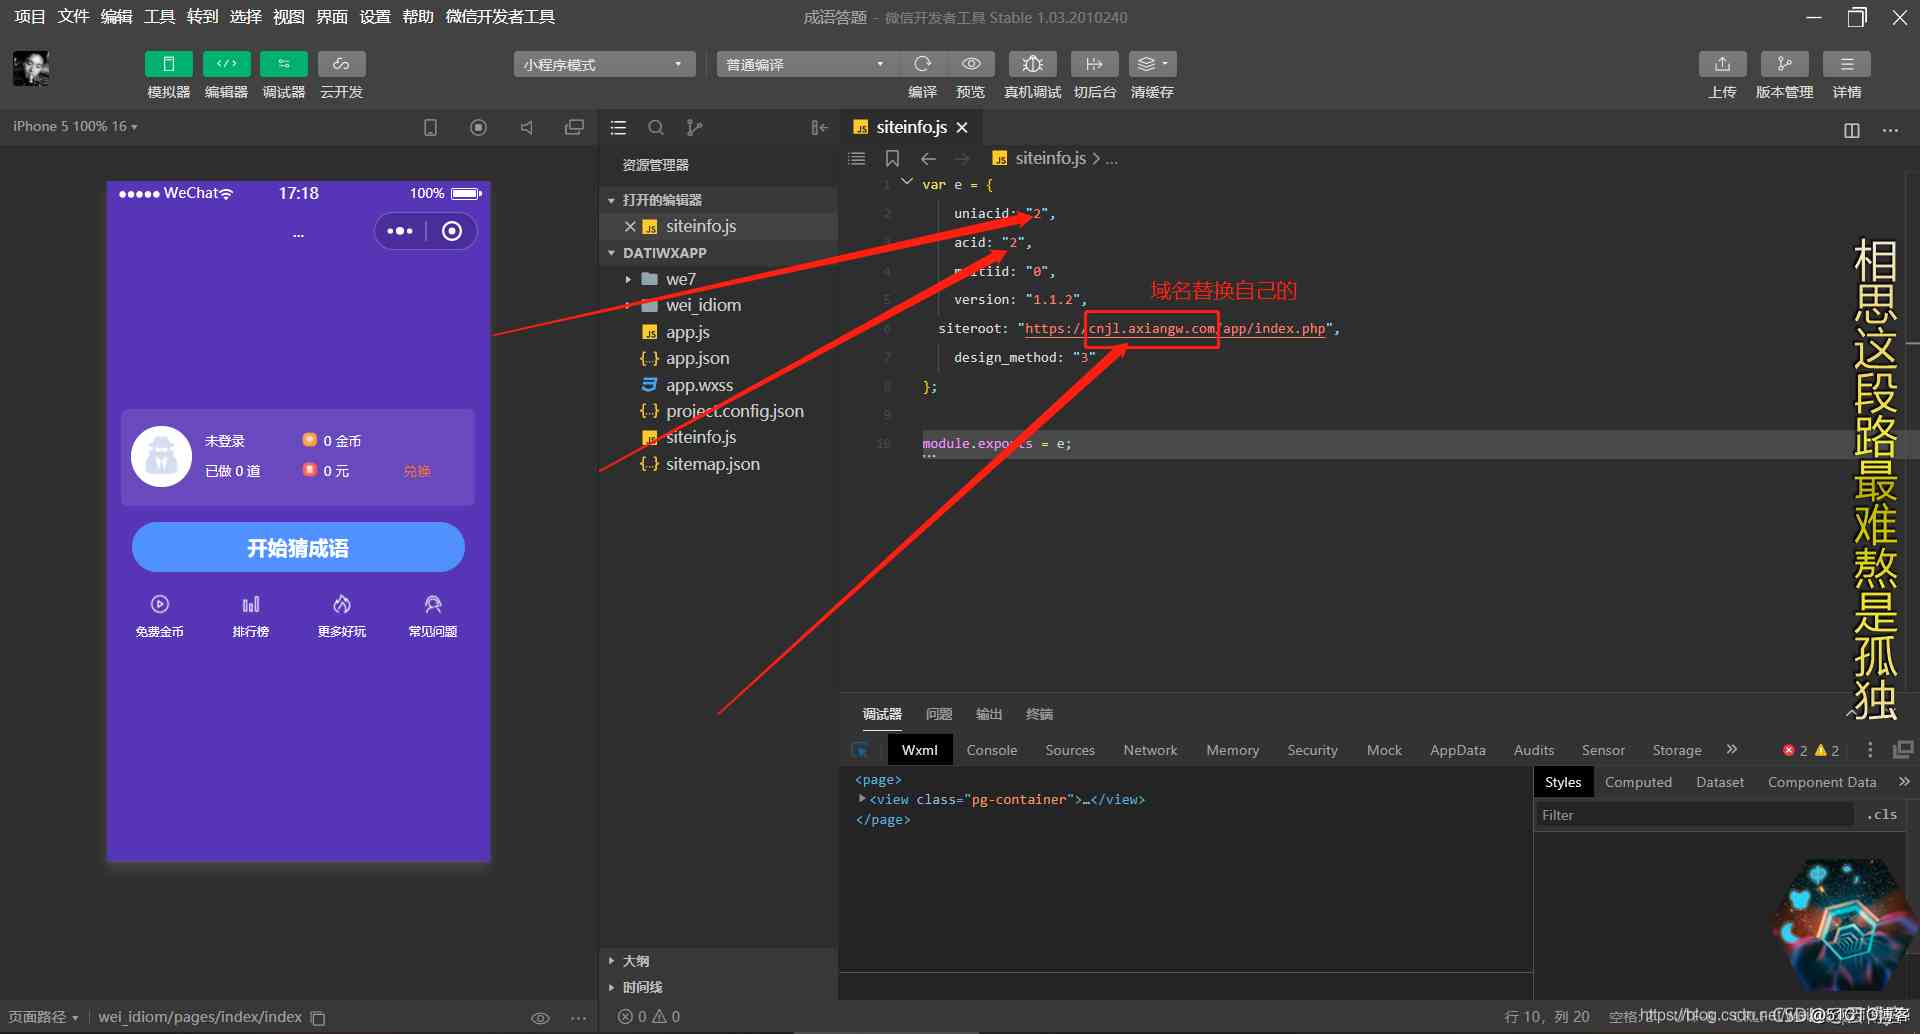 项目 文件 编辑 工具 转到 选择 视图 界面 设置 帮助 微信开发者工具
成语答题 - 微信开发者工具 Stable 1.03.2010240
模拟器 编辑器 调试器 云开发
小程序模式
普通编译
编译 预览 真机调试 切后台 清缓存
上传 版本管理 详情
iPhone 5 100% 16
●●●●● WeChat 17:18 100%
...
未登录 0 金币
已做 0 道 0 元 兑换
开始猜成语
免费金币 排行榜 更多好玩 常见问题
页面路径 wei_idiom/pages/index/index
资源管理器
打开的编辑器
siteinfo.js
DATIWXAPP
we7
wei_idiom
app.js
app.json
app.wxss
project.config.json
siteinfo.js
sitemap.json
大纲
时间线
0 0
siteinfo.js
siteinfo.js > ...
1 var e = {
2 uniacid: "2",
3 acid: "2",
4 multiid: "0",
5 version: "1.1.2",
域名替换自己的
6 siteroot: "https://cnjl.axiangw.com/app/index.php",
7 design_method: "3"
8 };
9
10 module.exports = e;
相思这段路最难熬是孤独
调试器 问题 输出 终端
Wxml Console Sources Network Memory Security Mock AppData Audits Sensor Storage » 2 2
<page>
<view class="pg-container">…</view>
</page>
Styles Computed Dataset Component Data »
Filter .cls
行 10，列 20
CSDN @51云博客